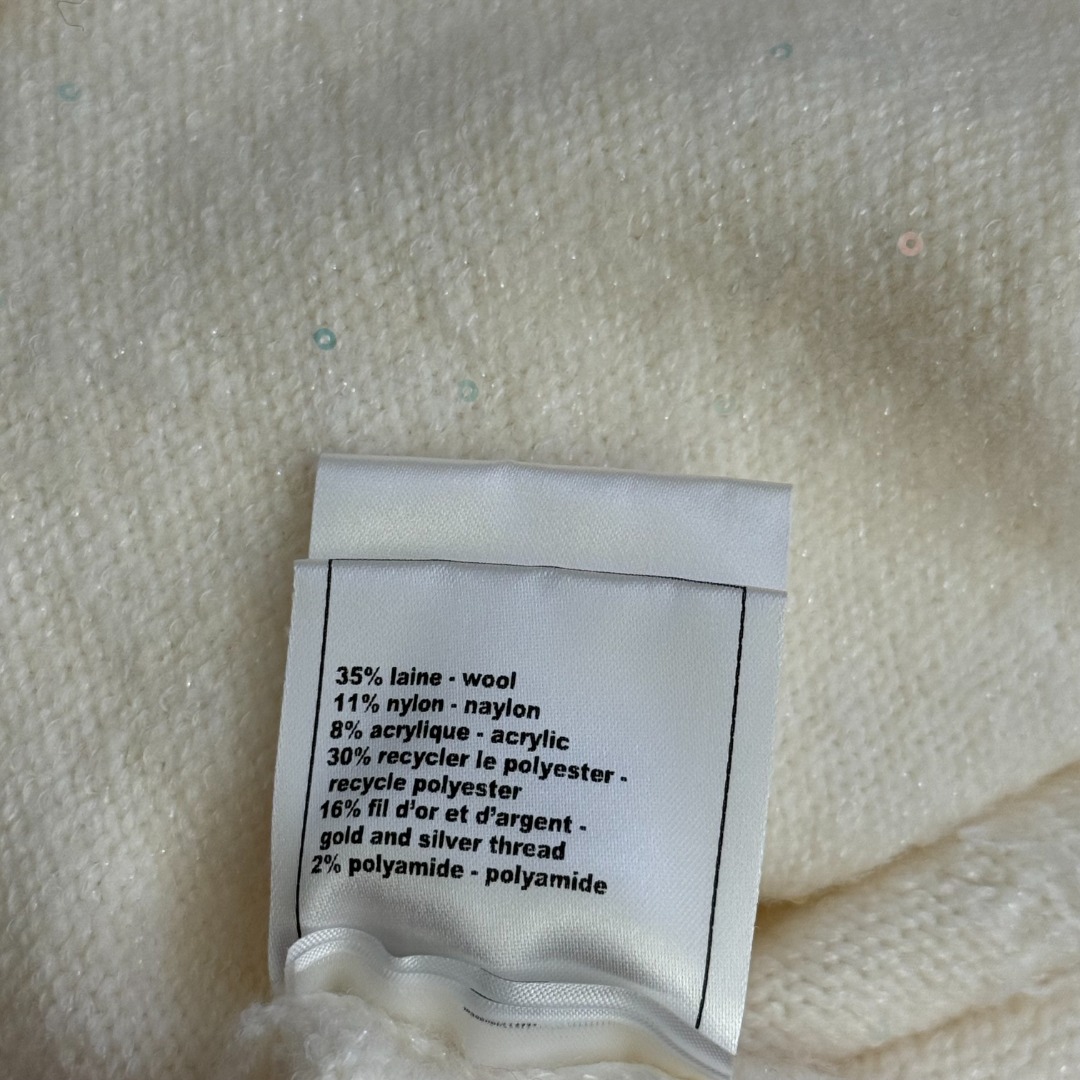 35% laine - wool
11% nylon - naylon
8% acrylique - acrylic
30% recycler le polyester -
recycle polyester
16% fil d'or et d'argent -
gold and silver thread
2% polyamide - polyamide